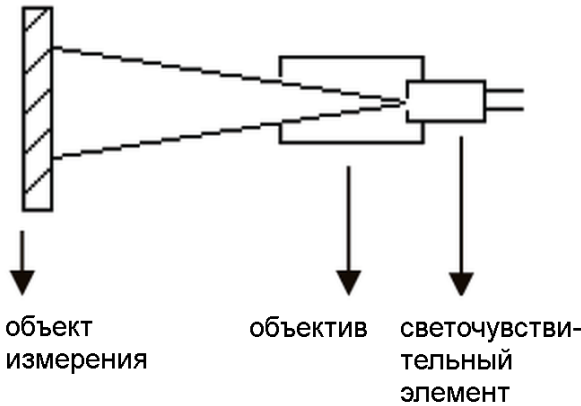 объект
измерения
объектив
светочувстви-
тельный
элемент